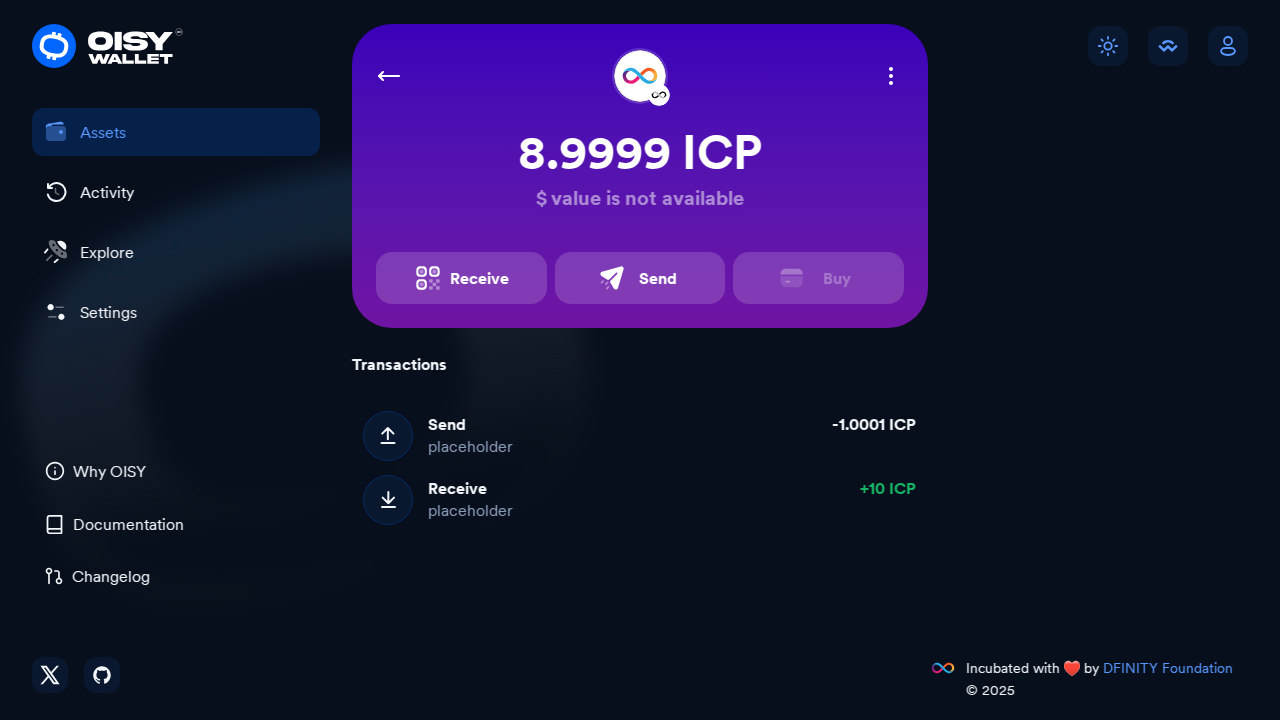 OISY
WALLET
Assets
Activity
Explore
Settings
Why OISY
Documentation
Changelog
8.9999 ICP
$ value is not available
Receive
Send
Buy
Transactions
Send
-1.0001 ICP
placeholder
Receive
+10 ICP
placeholder
Incubated with ❤️ by DFINITY Foundation
© 2025